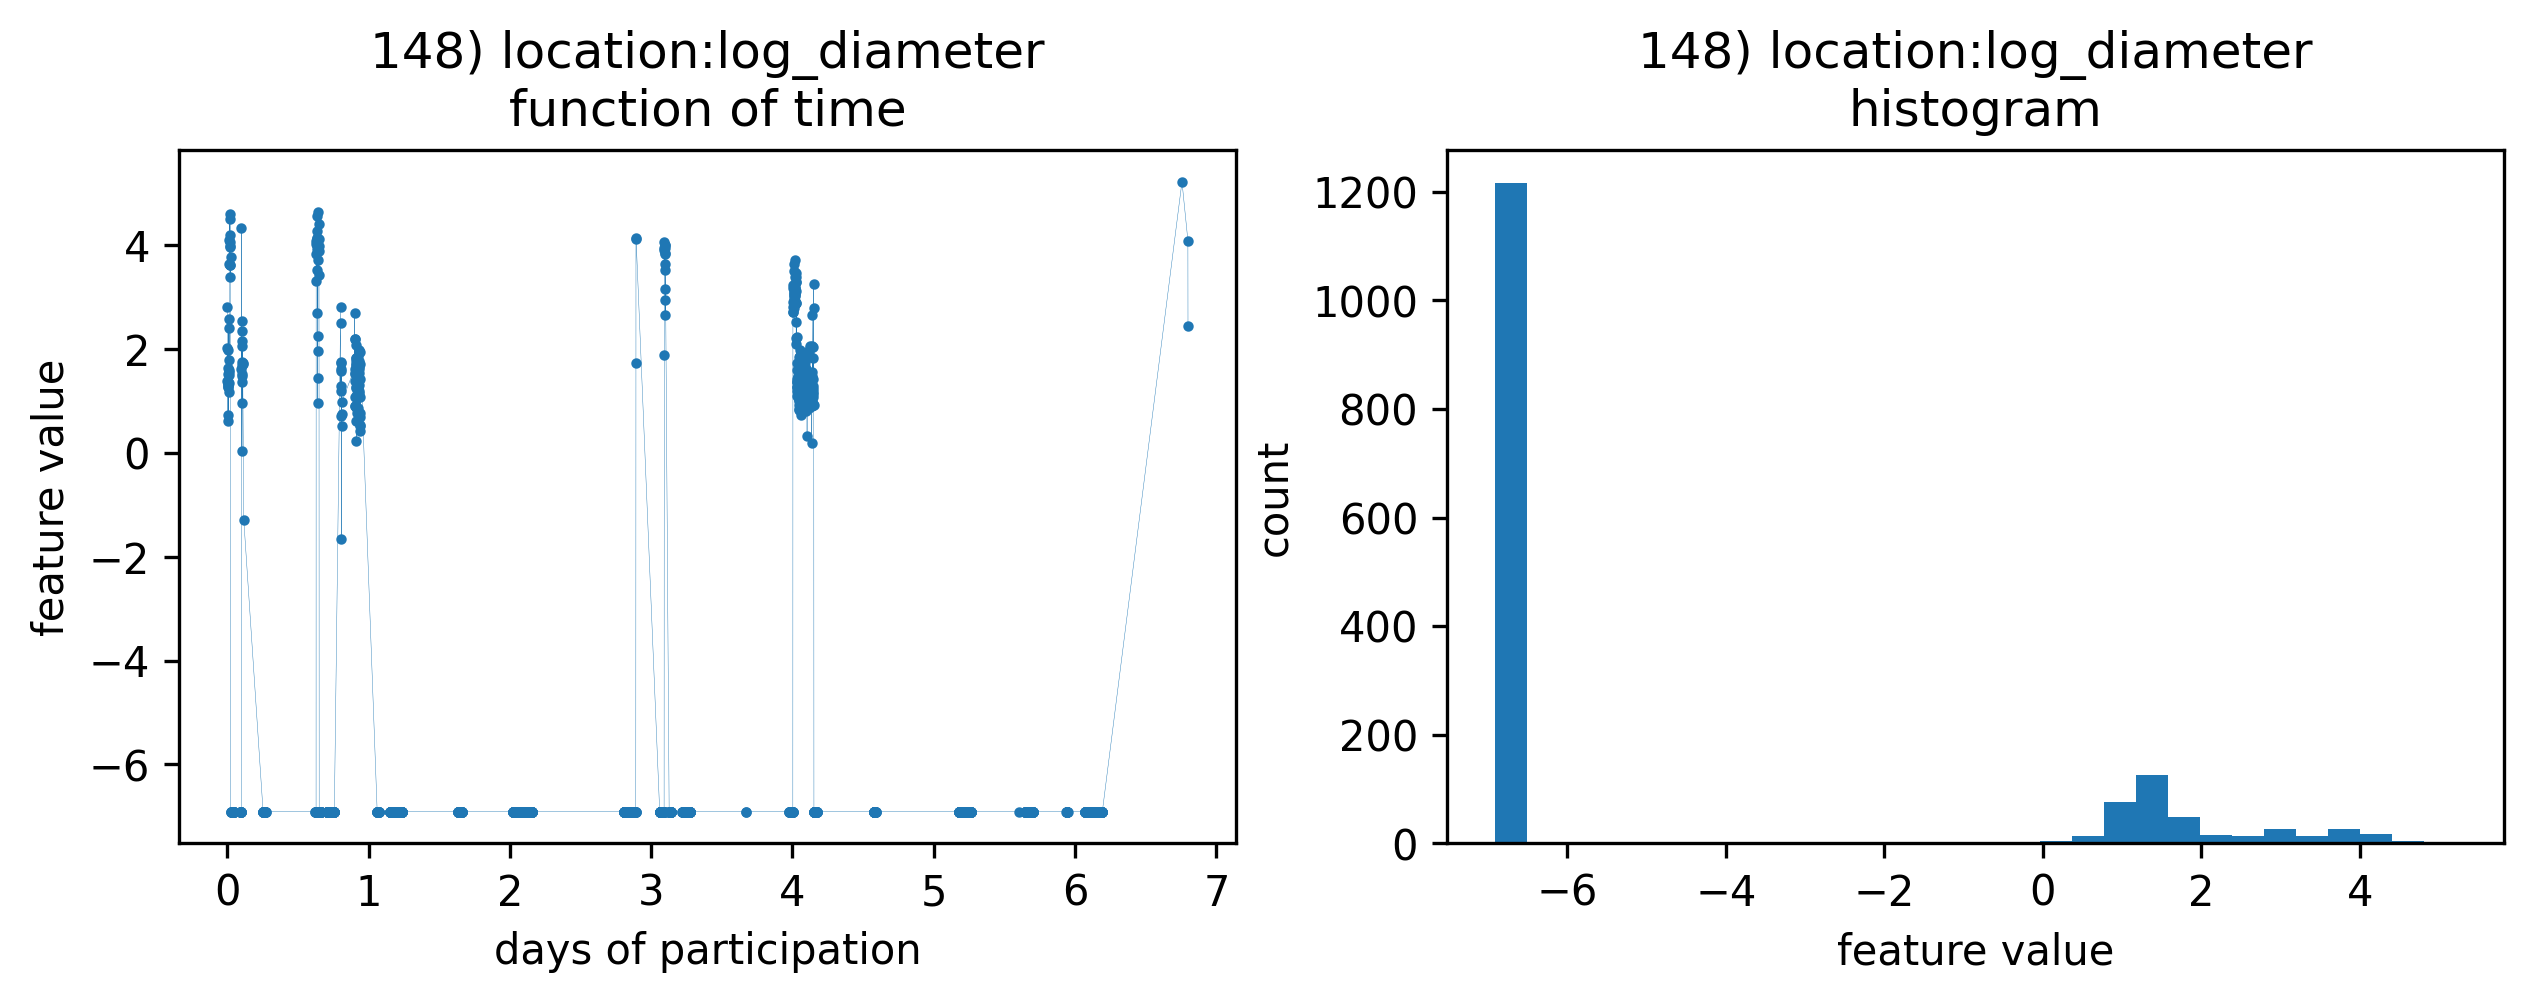 148) location:log_diameter
function of time
feature value
4
2
0
−2
−4
−6
0 1 2 3 4 5 6 7
days of participation
148) location:log_diameter
histogram
count
1200
1000
800
600
400
200
0
−6 −4 −2 0 2 4
feature value